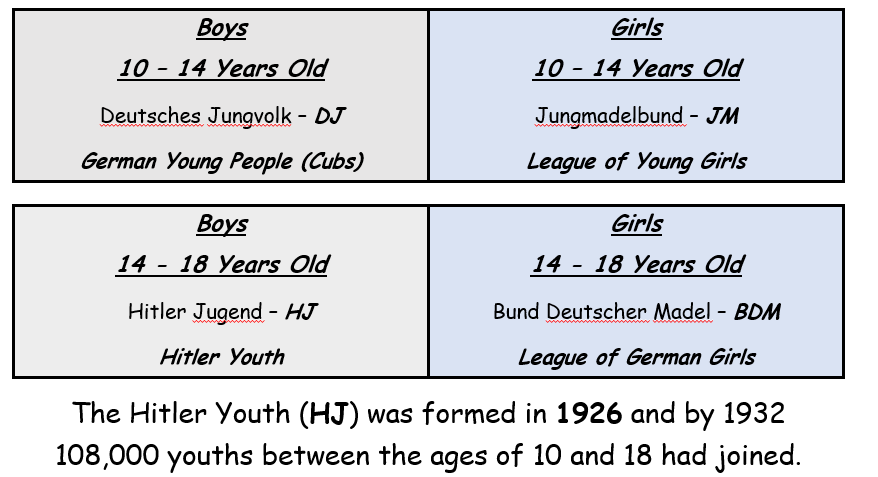 Boys
10 – 14 Years Old
Deutsches Jungvolk – DJ
German Young People (Cubs)
Girls
10 – 14 Years Old
Jungmadelbund – JM
League of Young Girls
Boys
14 – 18 Years Old
Hitler Jugend – HJ
Hitler Youth
Girls
14 – 18 Years Old
Bund Deutscher Madel – BDM
League of German Girls
The Hitler Youth (HJ) was formed in 1926 and by 1932
108,000 youths between the ages of 10 and 18 had joined.